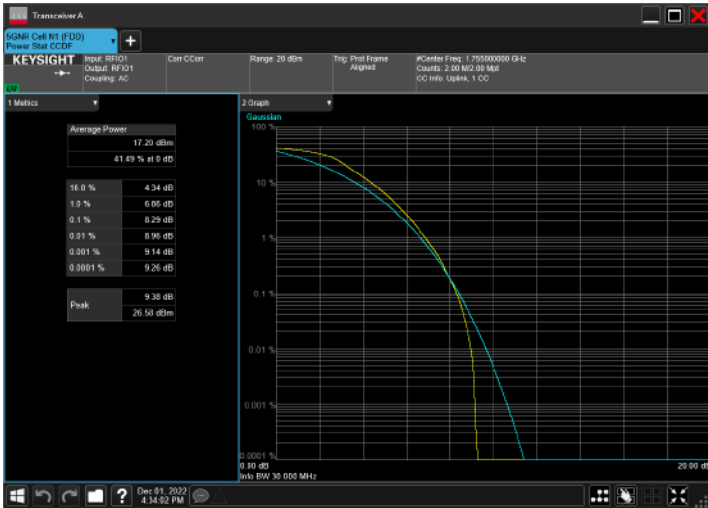 Transceiver A
5GNR Cell N1 (FDD)
Power Stat CCDF
KEYSIGHT
Input: RFIO1
Output: RFIO1
Coupling: AC
Corr CCorr
Range: 20 dBm
Trig: Prot Frame
Aligned
#Center Freq: 1.755000000 GHz
Counts: 2.00 M/2.00 Mpt
CC Info: Uplink, 1 CC
1 Metrics
Average Power
17.20 dBm
41.49 % at 0 dB
10.0 % 4.34 dB
1.0 %
0.1 % 8.29 dB
0.01 % 8.96 dB
0.001 % 9.14 dB
0.0001 % 9.26 dB
Peak
9.38 dB
26.58 dBm
2 Graph
Gaussian
100 %
10 %
1 %
0.1 %
0.01 %
0.001 %
0.0001 %
0.00 dB
20.00 dB
Info BW 30.000 MHz
?
Dec 01, 2022
4:34:02 PM